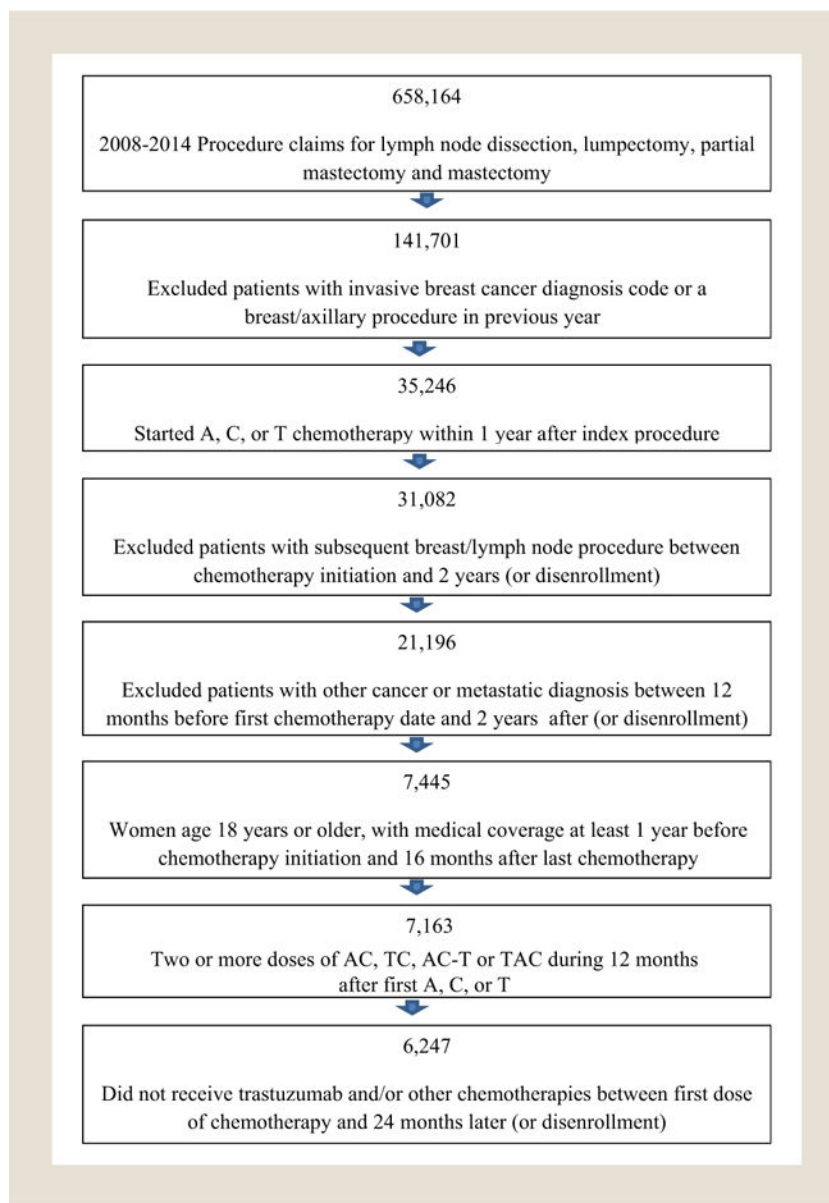 658,164
2008-2014 Procedure claims for lymph node dissection, lumpectomy, partial
mastectomy and mastectomy
141,701
Excluded patients with invasive breast cancer diagnosis code or a
breast/axillary procedure in previous year
35,246
Started A, C, or T chemotherapy within 1 year after index procedure
31,082
Excluded patients with subsequent breast/lymph node procedure between
chemotherapy initiation and 2 years (or disenrollment)
21,196
Excluded patients with other cancer or metastatic diagnosis between 12
months before first chemotherapy date and 2 years after (or disenrollment)
7,445
Women age 18 years or older, with medical coverage at least 1 year before
chemotherapy initiation and 16 months after last chemotherapy
7,163
Two or more doses of AC, TC, AC-T or TAC during 12 months
after first A, C, or T
6,247
Did not receive trastuzumab and/or other chemotherapies between first dose
of chemotherapy and 24 months later (or disenrollment)